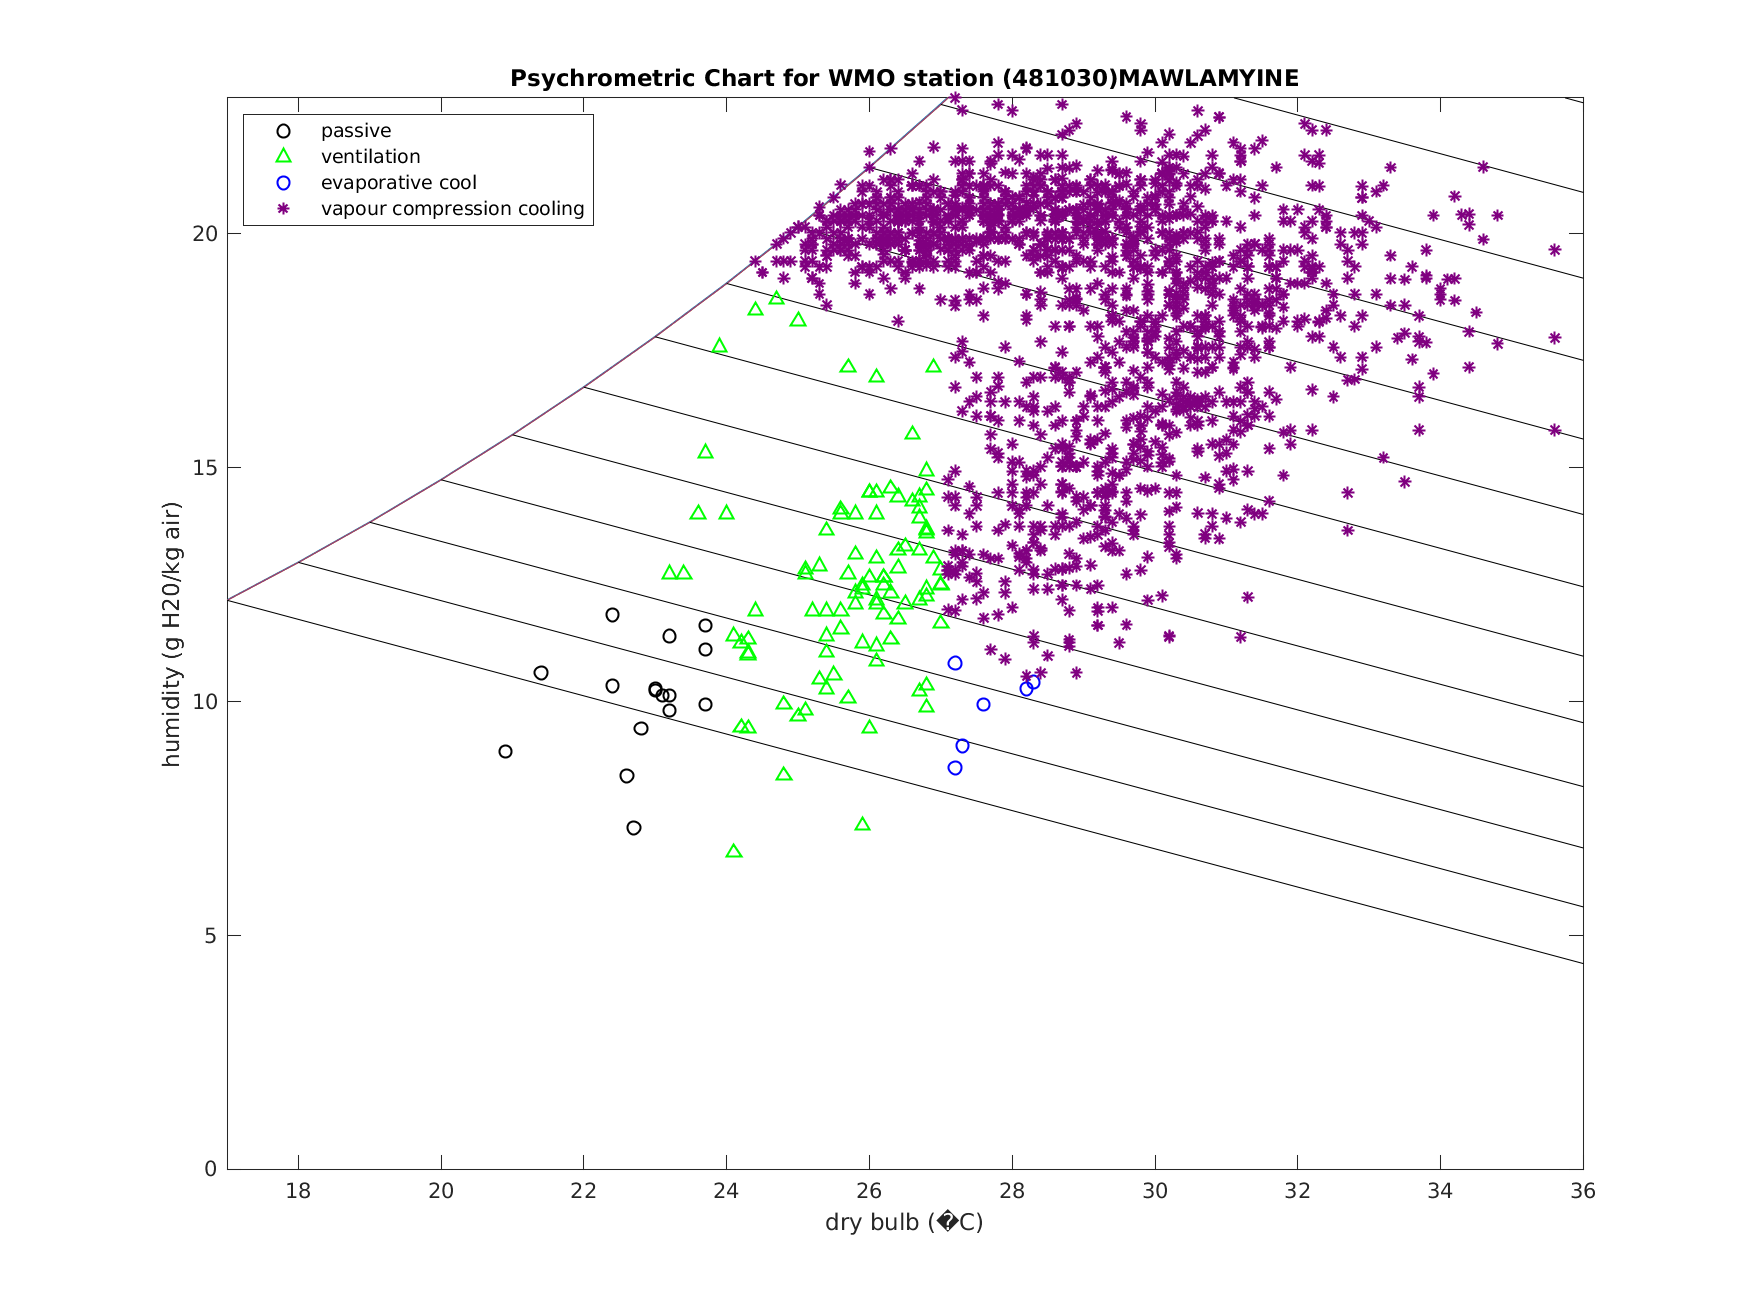 Psychrometric Chart for WMO station (481030)MAWLAMYINE
passive
ventilation
evaporative cool
vapour compression cooling
humidity (g H20/kg air)
20
15
10
5
0
18 20 22 24 26 28 30 32 34 36
dry bulb (�C)